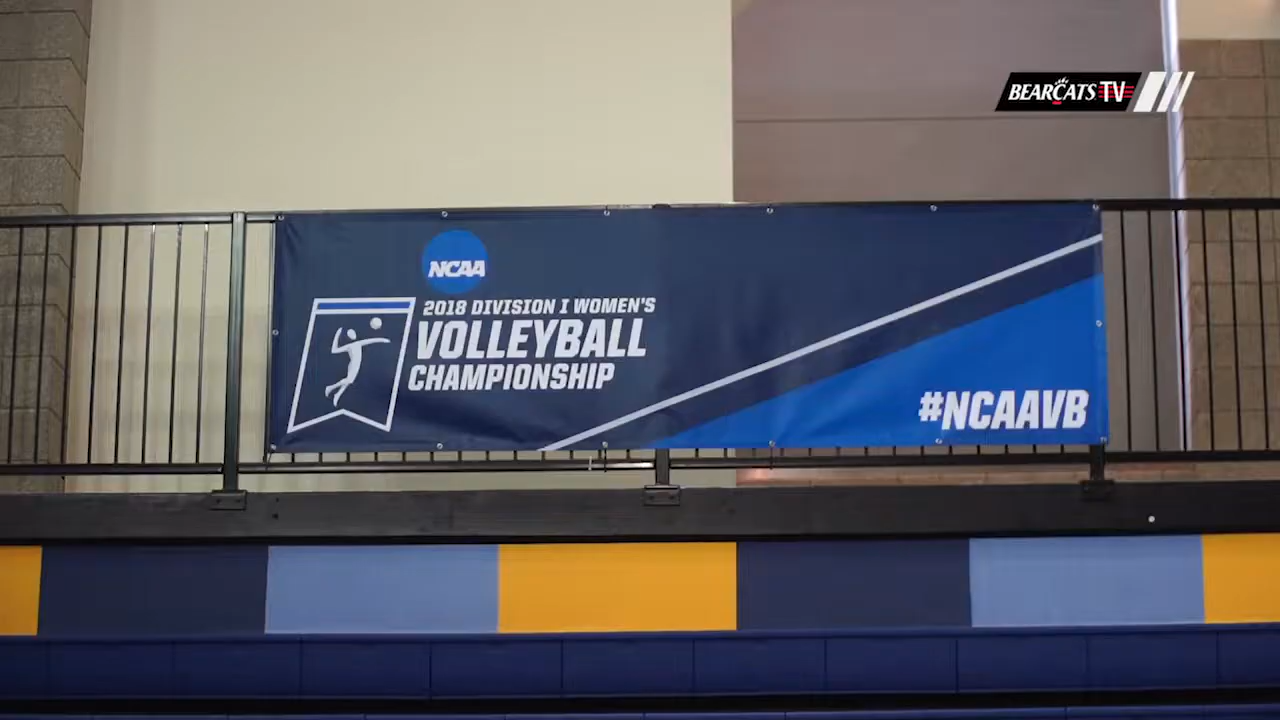 BEARCATS TV
NCAA
2018 DIVISION I WOMEN'S
VOLLEYBALL
CHAMPIONSHIP
#NCAAVB